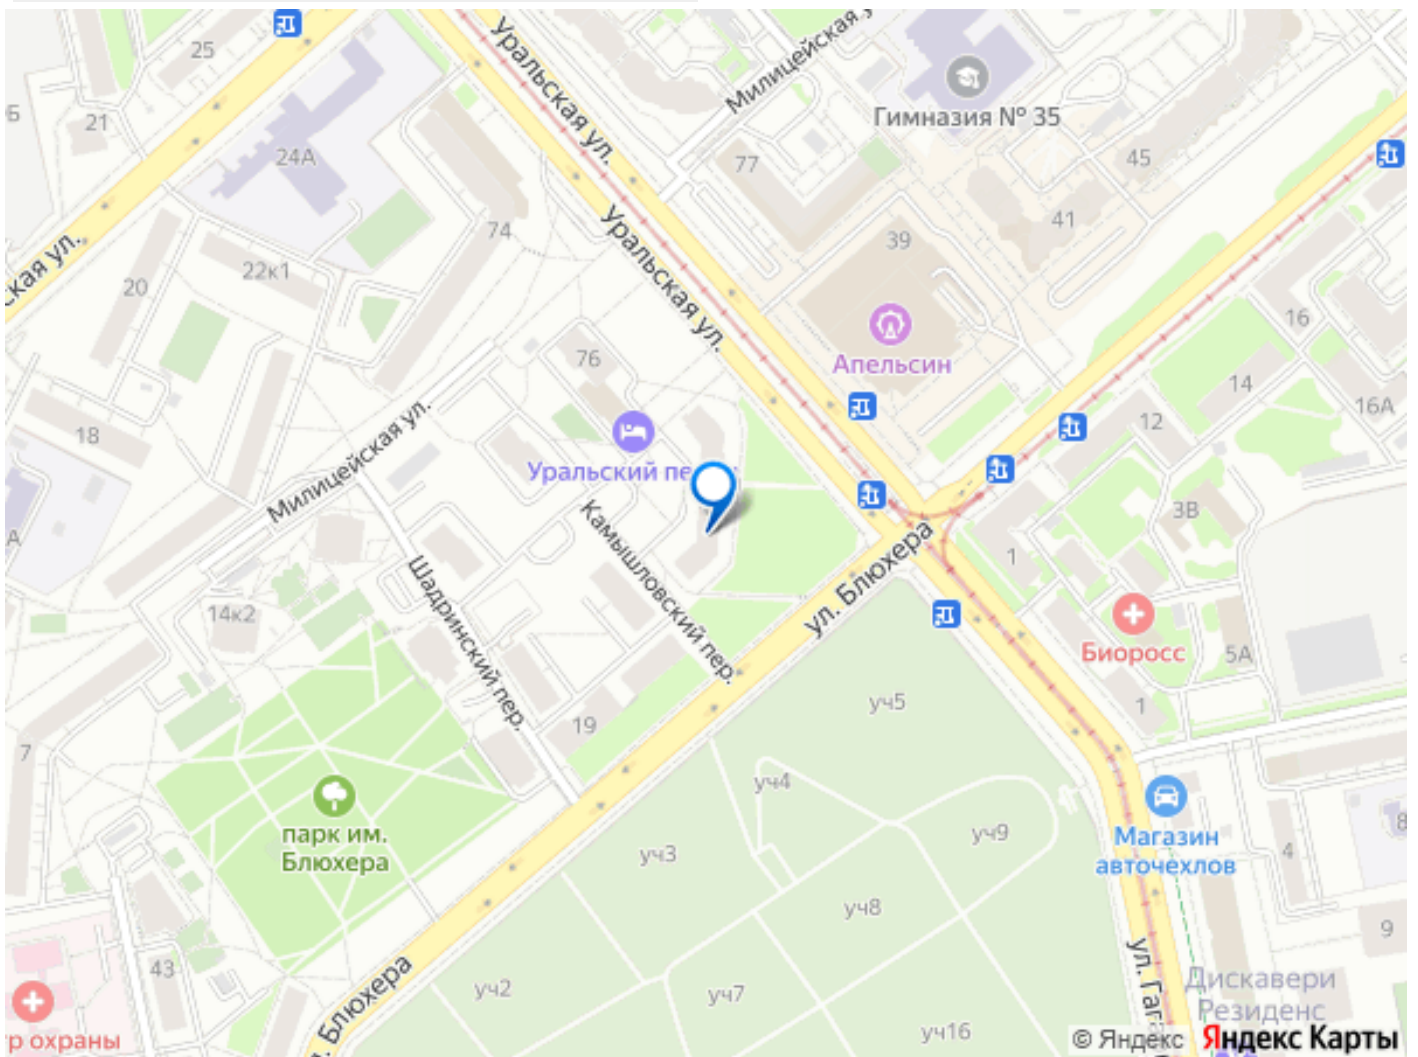 Уральская ул.
Милицейская у
25
21
24А
Гимназия № 35
77
45
41
39
Уральская ул.
74
ская ул.
22к1
20
16
Апельсин
76
14
16А
12
18
Милицейская ул.
Уральский пе
3В
Камышловский пер.
ул. Блюхера
1
Шадринский пер.
14к2
Биоросс
5А
уч5
1
19
7
уч4
парк им.
Блюхера
уч9
Магазин
авточехлов
8
4
уч3
уч8
9
43
ул. Гага
Блюхера
уч2
уч7
Дискавери
Резиденс
уч16
р охраны
© Яндекс Яндекс Карты